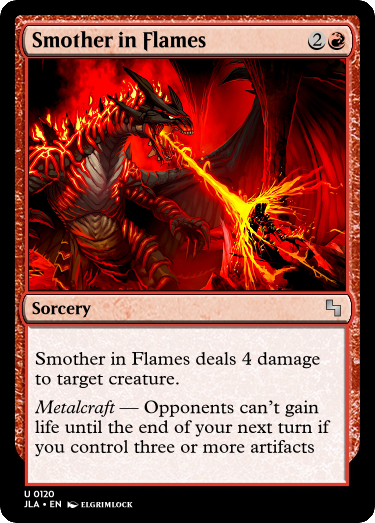 Smother in Flames 2
Sorcery
Smother in Flames deals 4 damage
to target creature.
Metalcraft — Opponents can't gain
life until the end of your next turn if
you control three or more artifacts
U 0120
JLA • EN ELGRIMLOCK